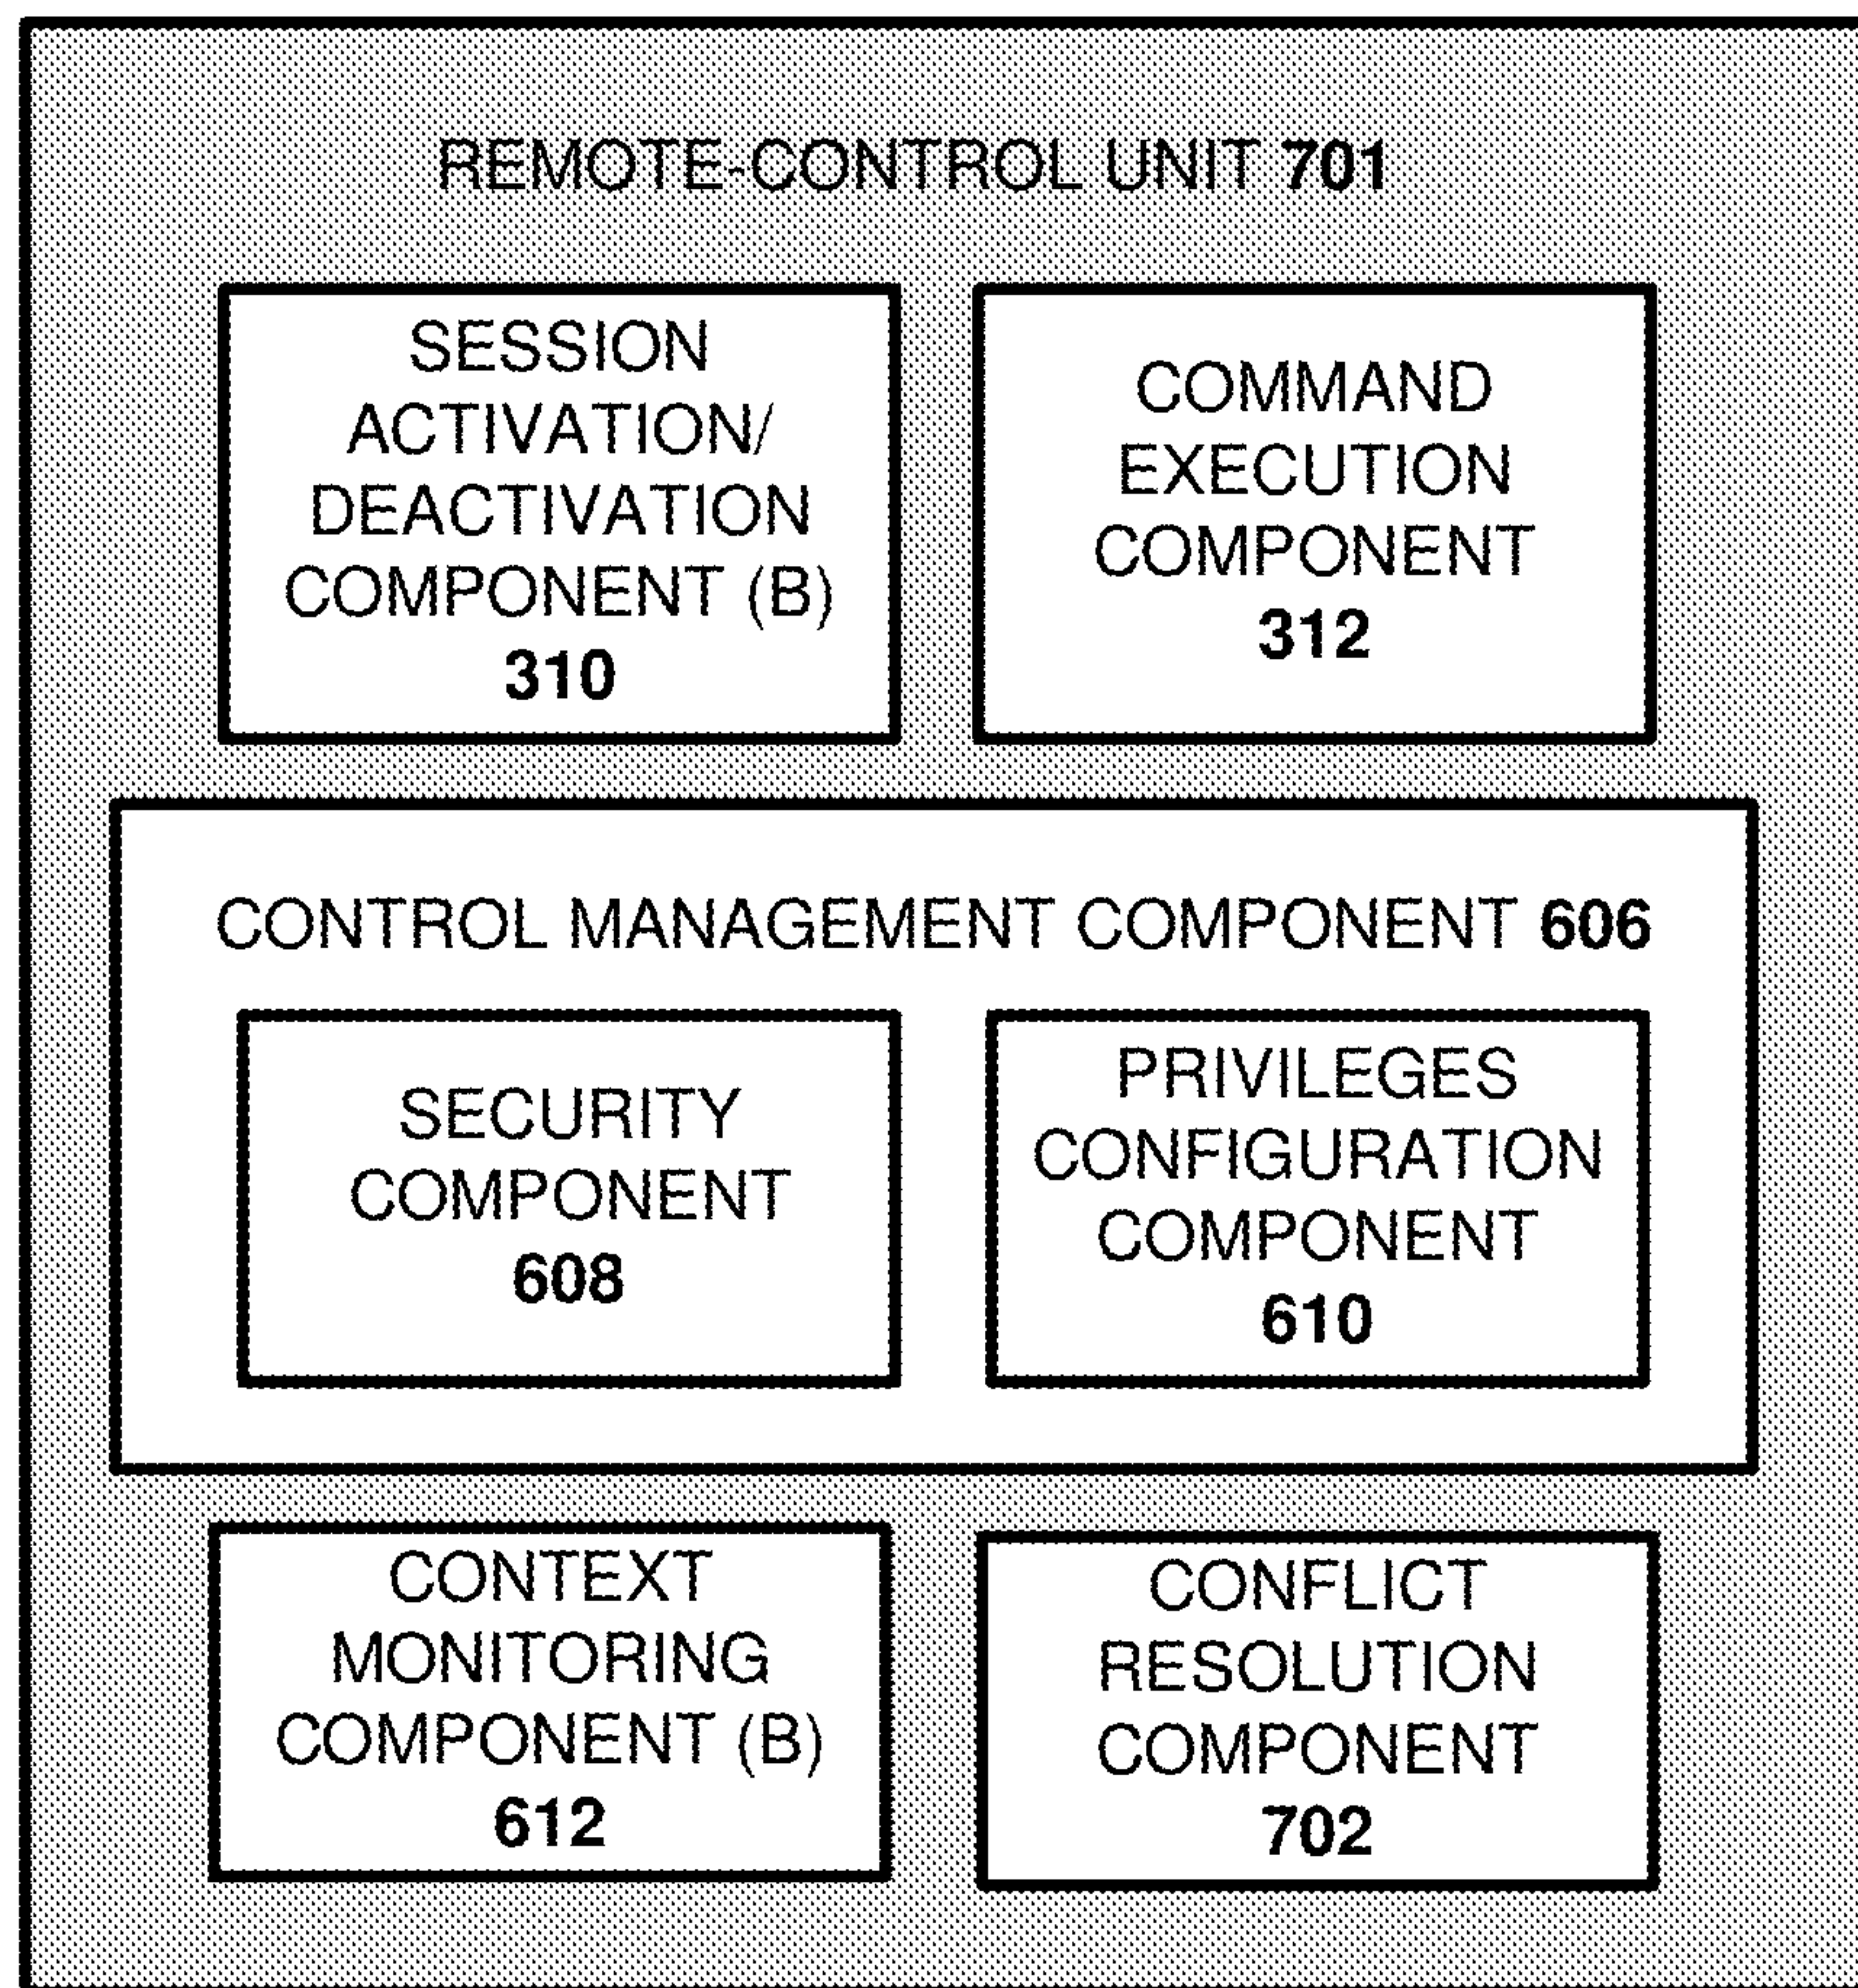 REMOTE-CONTROL UNIT 701
SESSION
ACTIVATION/
DEACTIVATION
COMPONENT (B)
310
COMMAND
EXECUTION
COMPONENT
312
CONTROL MANAGEMENT COMPONENT 606
SECURITY
COMPONENT
608
PRIVILEGES
CONFIGURATION
COMPONENT
610
CONTEXT
MONITORING
COMPONENT (B)
612
CONFLICT
RESOLUTION
COMPONENT
702